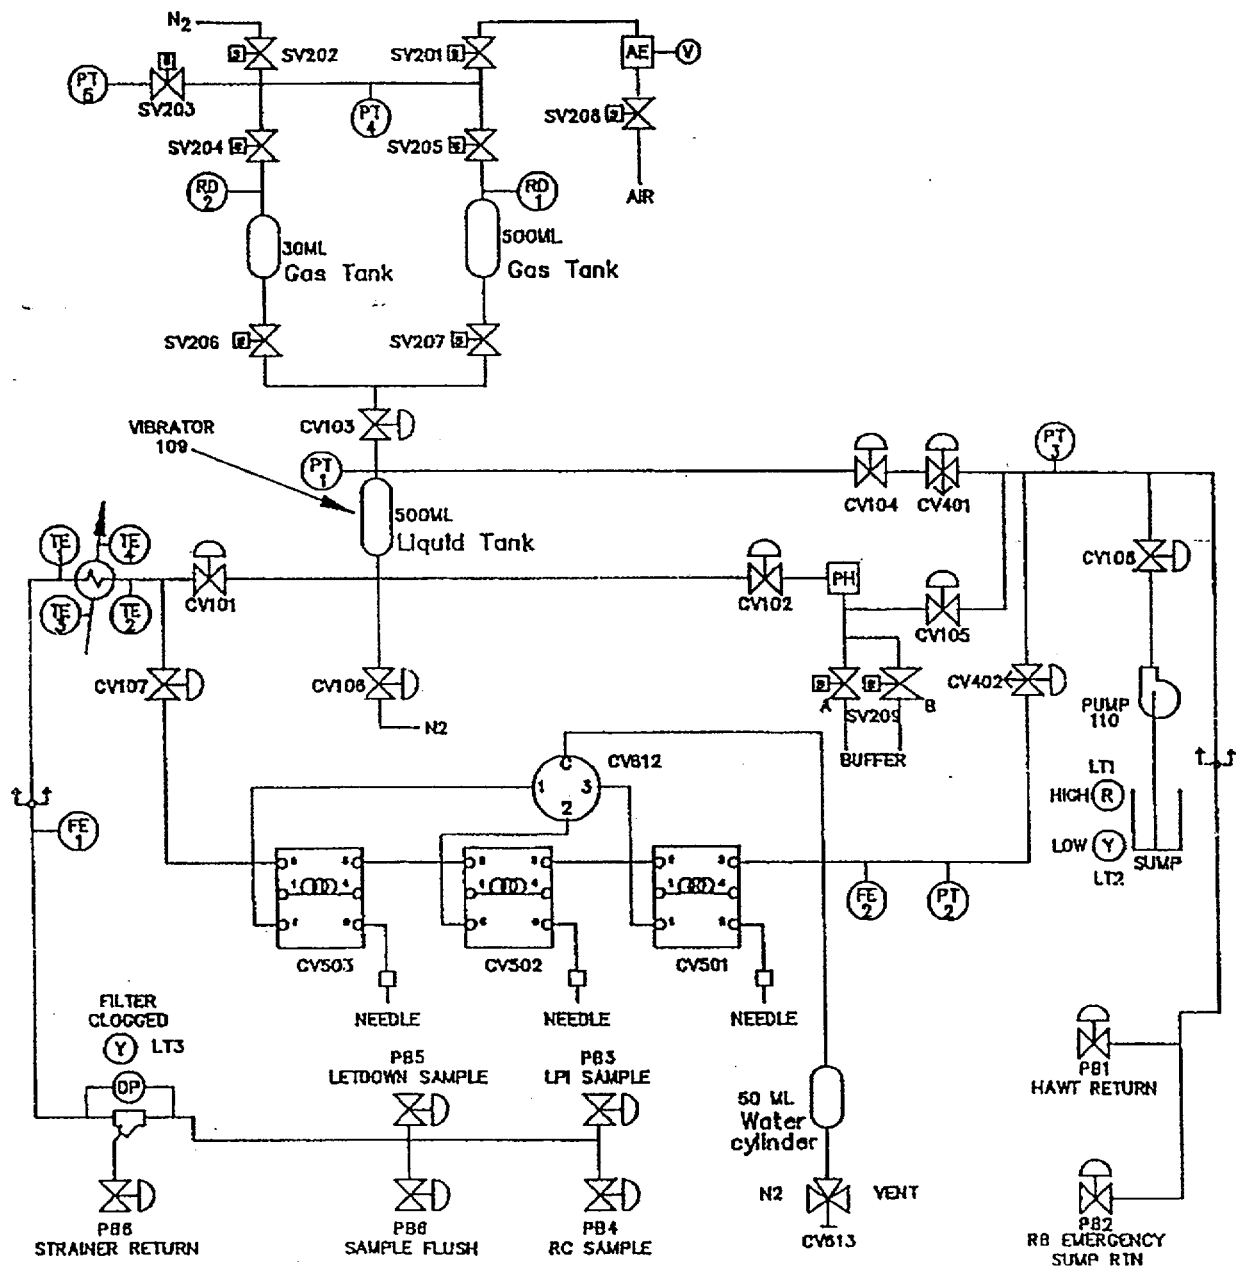 N2
SV202
SV201
AE
V
PT
5
SV203
PT
4
SV208
SV204
SV205
AIR
RD
2
RD
1
30ML
Gas Tank
500ML
Gas Tank
SV206
SV207
CV103
VIBRATOR
109
PT
1
PT
3
CV104
CV401
500ML
Liquid Tank
TE
1
TE
4
CV108
PH
CV101
CV102
TE
3
TE
2
CV105
CV107
CV106
CV402
PUMP
110
A
SV209
B
N2
BUFFER
CV612
C
1
3
2
LT1
HIGH
R
FE
1
LOW
Y
SUMP
LT2
FE
2
PT
2
CV503
CV502
CV501
NEEDLE
NEEDLE
NEEDLE
FILTER
CLOGGED
Y
LT3
DP
PB5
LETDOWN SAMPLE
PB3
LPI SAMPLE
PB1
HAWT RETURN
50 ML
Water
cylinder
N2
VENT
CV613
PB6
STRAINER RETURN
PB6
SAMPLE FLUSH
PB4
RC SAMPLE
PB2
RB EMERGENCY
SUMP RTN